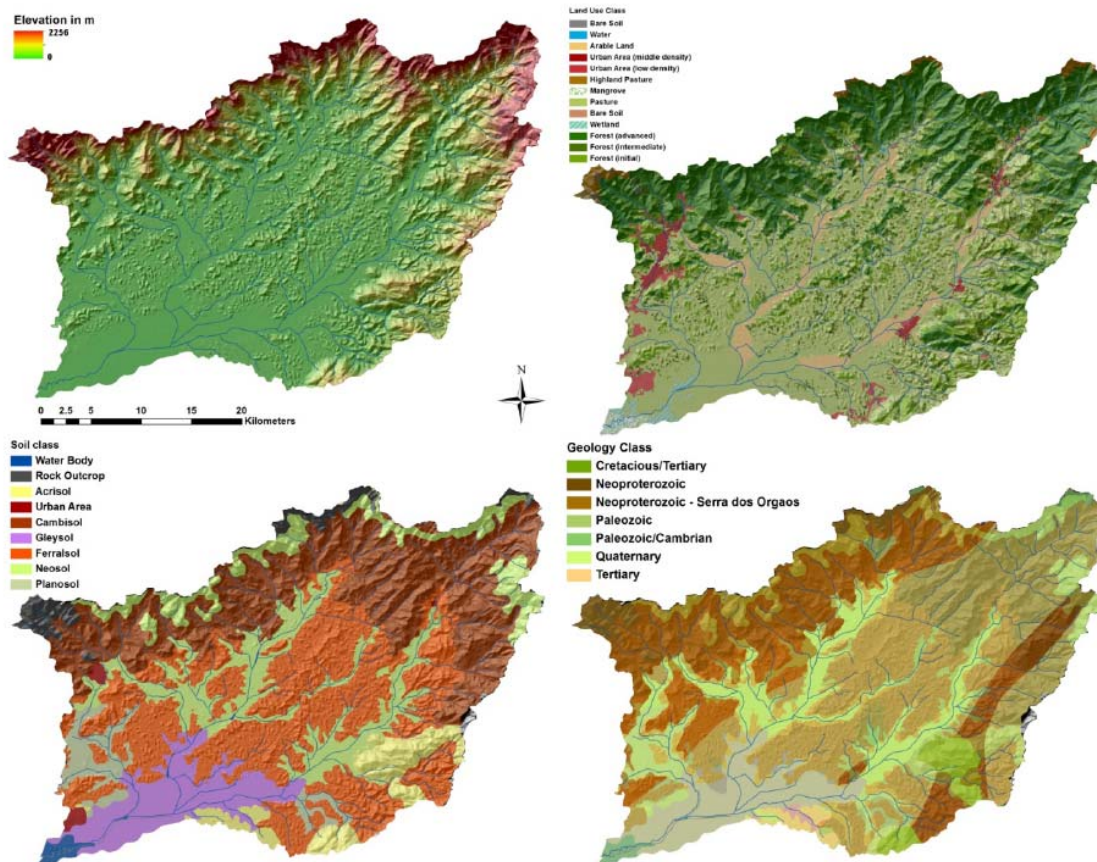 Elevation in m
2256
0
N
0 2.5 5 10 15 20
Kilometers
Land Use Class
Bare Soil
Water
Arable Land
Urban Area (middle density)
Urban Area (low density)
Highland Pasture
Mangrove
Pasture
Bare Soil
Wetland
Forest (advanced)
Forest (intermediate)
Forest (initial)
Soil class
Water Body
Rock Outcrop
Acrisol
Urban Area
Cambisol
Gleysol
Ferralsol
Neosol
Planosol
Geology Class
Cretacious/Tertiary
Neoproterozoic
Neoproterozoic - Serra dos Orgaos
Paleozoic
Paleozoic/Cambrian
Quaternary
Tertiary